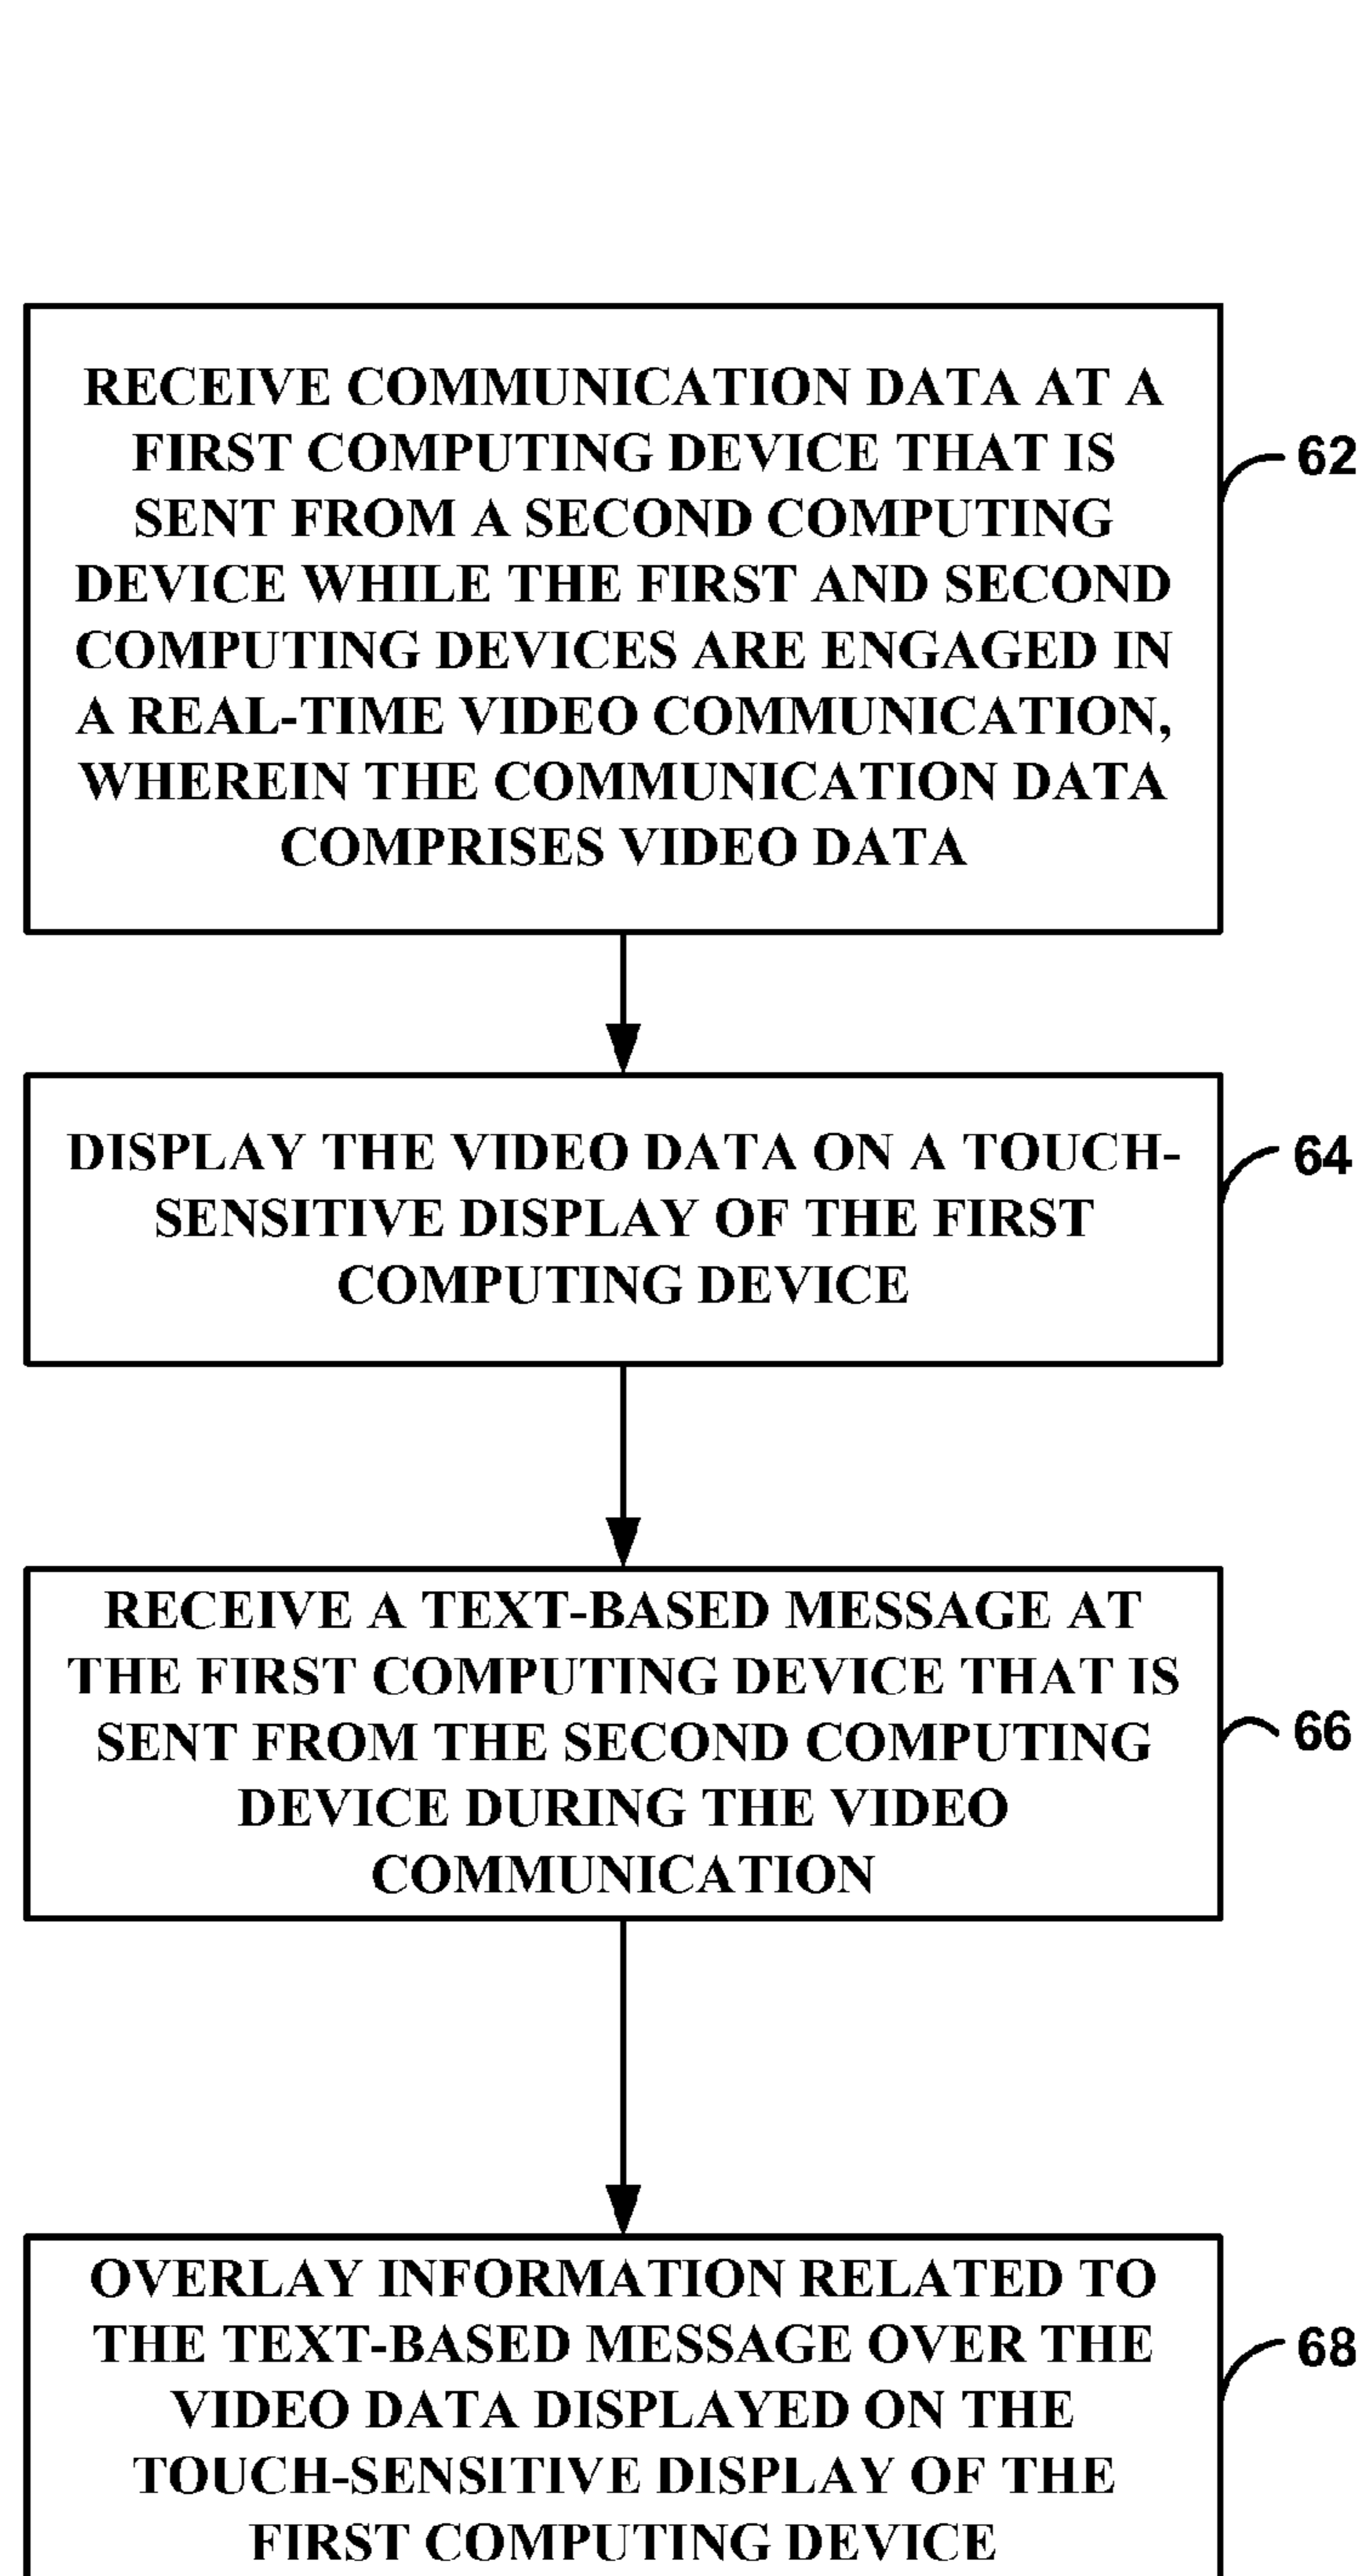 RECEIVE COMMUNICATION DATA AT A
FIRST COMPUTING DEVICE THAT IS
SENT FROM A SECOND COMPUTING
DEVICE WHILE THE FIRST AND SECOND
COMPUTING DEVICES ARE ENGAGED IN
A REAL-TIME VIDEO COMMUNICATION,
WHEREIN THE COMMUNICATION DATA
COMPRISES VIDEO DATA
62
DISPLAY THE VIDEO DATA ON A TOUCH-
SENSITIVE DISPLAY OF THE FIRST
COMPUTING DEVICE
64
RECEIVE A TEXT-BASED MESSAGE AT
THE FIRST COMPUTING DEVICE THAT IS
SENT FROM THE SECOND COMPUTING
DEVICE DURING THE VIDEO
COMMUNICATION
66
OVERLAY INFORMATION RELATED TO
THE TEXT-BASED MESSAGE OVER THE
VIDEO DATA DISPLAYED ON THE
TOUCH-SENSITIVE DISPLAY OF THE
FIRST COMPUTING DEVICE
68